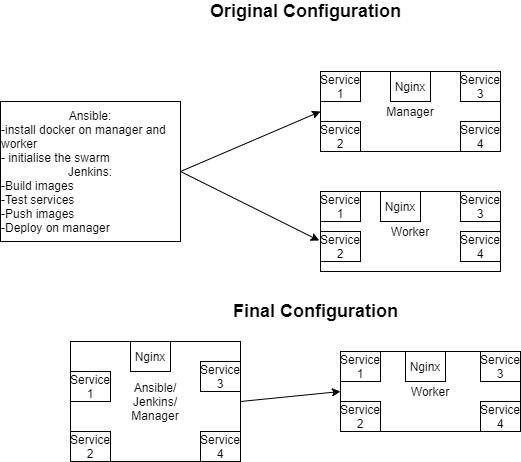 Original Configuration
Ansible:
-install docker on manager and
worker
- initialise the swarm
Jenkins:
-Build images
-Test services
-Push images
-Deploy on manager
Service
1
Nginx
Service
3
Manager
Service
2
Service
4
Service
1
Nginx
Service
3
Worker
Service
2
Service
4
Final Configuration
Nginx
Service
1
Ansible/
Jenkins/
Manager
Service
3
Service
2
Service
4
Service
1
Nginx
Service
3
Worker
Service
2
Service
4